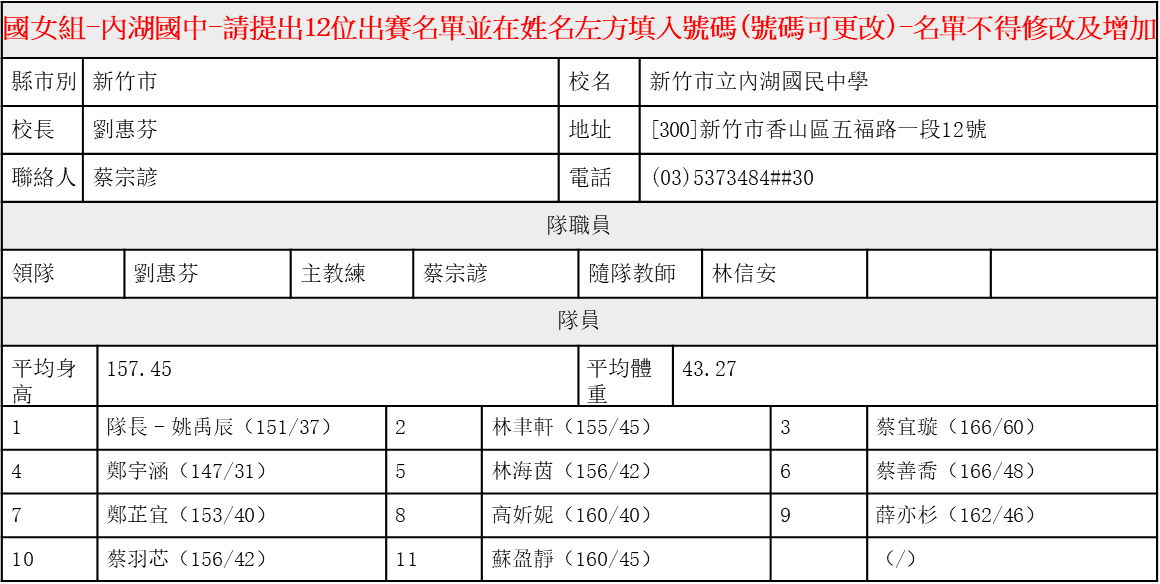 國女組-內湖國中-請提出12位出賽名單並在姓名左方填入號碼(號碼可更改)-名單不得修改及增加
縣市別 新竹市 校名 新竹市立內湖國民中學
校長 劉惠芬 地址 [300]新竹市香山區五福路一段12號
聯絡人 蔡宗諺 電話 (03)5373484##30
隊職員
領隊 劉惠芬 主教練 蔡宗諺 隨隊教師 林信安
隊員
平均身高 157.45 平均體重 43.27
1 隊長-姚禹辰（151/37） 2 林聿軒（155/45） 3 蔡宜璇（166/60）
4 鄭宇涵（147/31） 5 林海茵（156/42） 6 蔡善喬（166/48）
7 鄭芷宜（153/40） 8 高妡妮（160/40） 9 薛亦杉（162/46）
10 蔡羽芯（156/42） 11 蘇盈靜（160/45） （/）